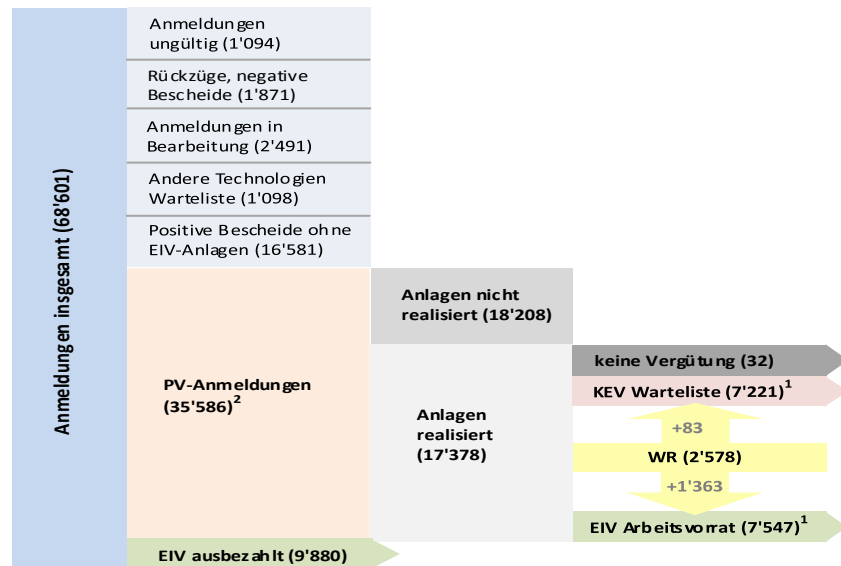 Anmeldungen insgesamt (68'601)
Anmeldungen
ungültig (1'094)
Rückzüge, negative
Bescheide (1'871)
Anmeldungen in
Bearbeitung (2'491)
Andere Technologien
Warteliste (1'098)
Positive Bescheide ohne
EIV-Anlagen (16'581)
PV-Anmeldungen
(35'586)²
EIV ausbezahlt (9'880)
Anlagen nicht
realisiert (18'208)
Anlagen
realisiert
(17'378)
keine Vergütung (32)
KEV Warteliste (7'221)¹
+83
WR (2'578)
+1'363
EIV Arbeitsvorrat (7'547)¹